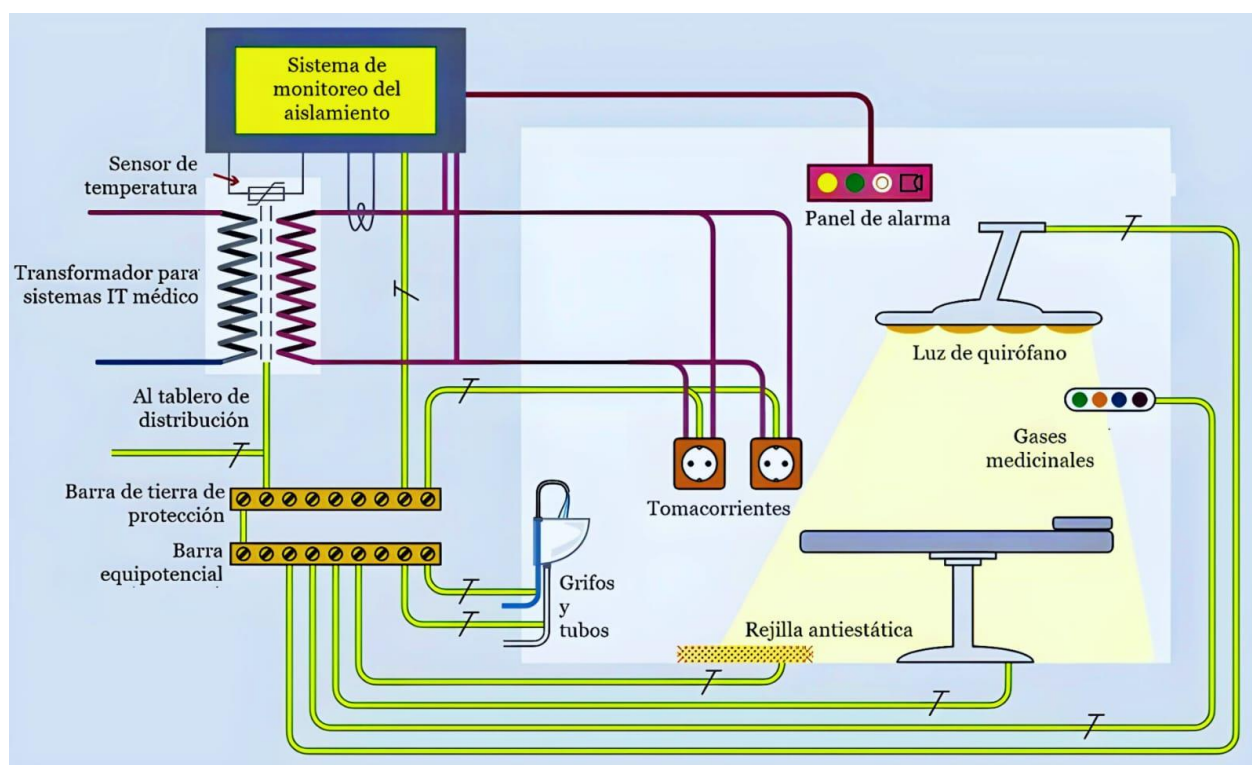 Sistema de
monitoreo del
aislamiento
Sensor de
temperatura
Panel de alarma
Transformador para
sistemas IT médico
Luz de quirófano
Al tablero de
distribución
Gases
medicinales
Barra de tierra de
protección
Tomacorrientes
Barra
equipotencial
Grifos
y
tubos
Rejilla antiestática